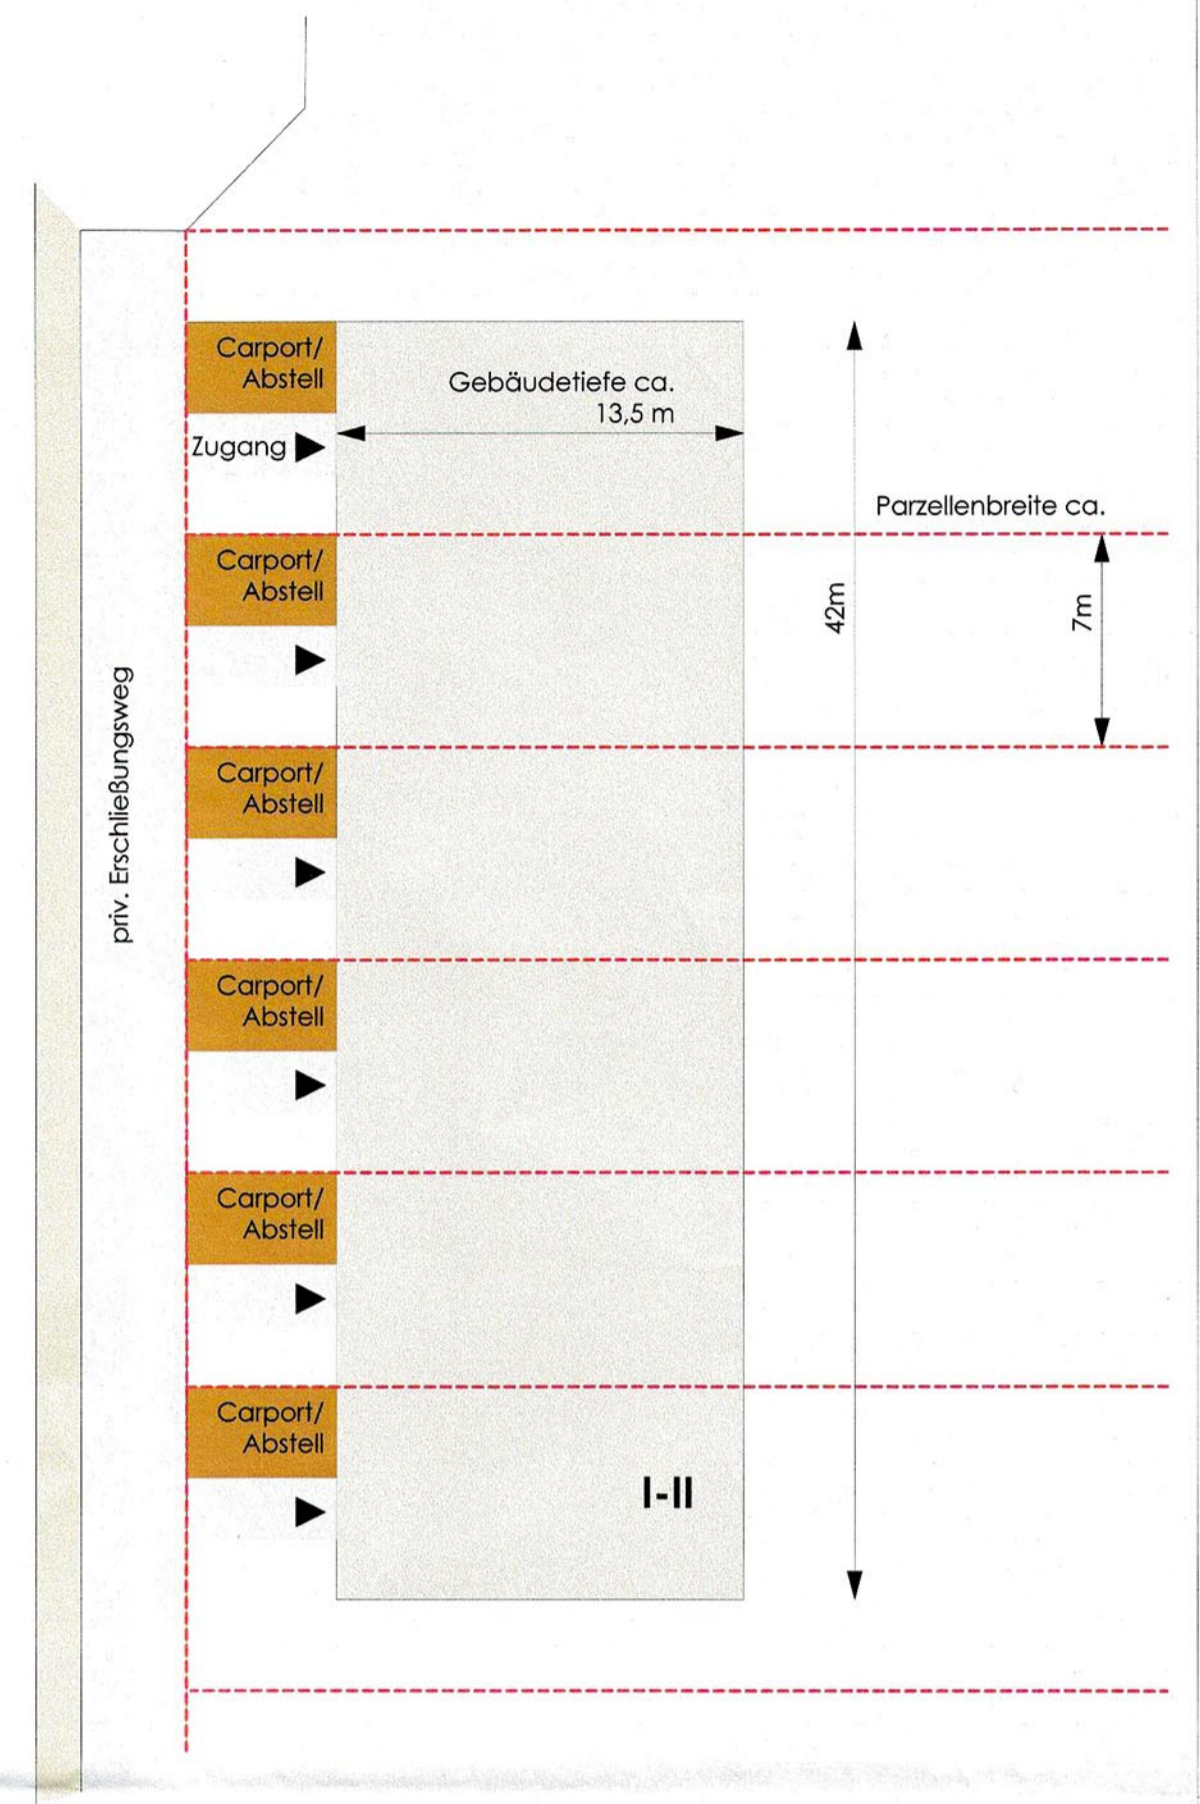 Carport/
Abstell
Gebäudetiefe ca.
13,5 m
Zugang
Parzellenbreite ca.
Carport/
Abstell
42m
7m
priv. Erschließungsweg
Carport/
Abstell
Carport/
Abstell
Carport/
Abstell
Carport/
Abstell
I-II